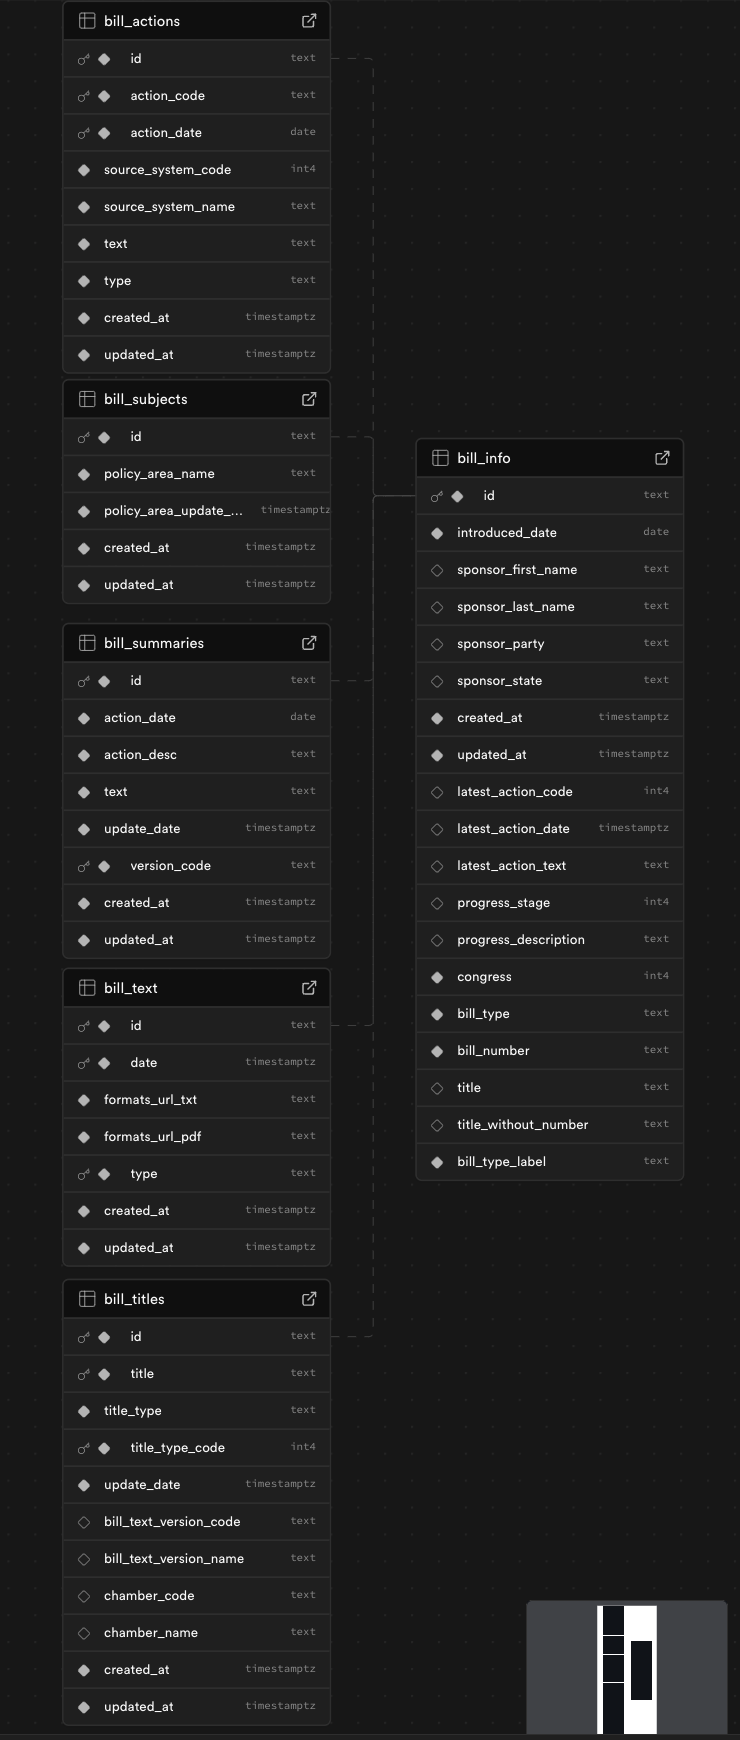 bill_actions
id text
action_code text
action_date date
source_system_code int4
source_system_name text
text text
type text
created_at timestamptz
updated_at timestamptz
bill_subjects
id text
policy_area_name text
policy_area_update_... timestamptz
created_at timestamptz
updated_at timestamptz
bill_summaries
id text
action_date date
action_desc text
text text
update_date timestamptz
version_code text
created_at timestamptz
updated_at timestamptz
bill_text
id text
date timestamptz
formats_url_txt text
formats_url_pdf text
type text
created_at timestamptz
updated_at timestamptz
bill_titles
id text
title text
title_type text
title_type_code int4
update_date timestamptz
bill_text_version_code text
bill_text_version_name text
chamber_code text
chamber_name text
created_at timestamptz
updated_at timestamptz
bill_info
id text
introduced_date date
sponsor_first_name text
sponsor_last_name text
sponsor_party text
sponsor_state text
created_at timestamptz
updated_at timestamptz
latest_action_code int4
latest_action_date timestamptz
latest_action_text text
progress_stage int4
progress_description text
congress int4
bill_type text
bill_number text
title text
title_without_number text
bill_type_label text